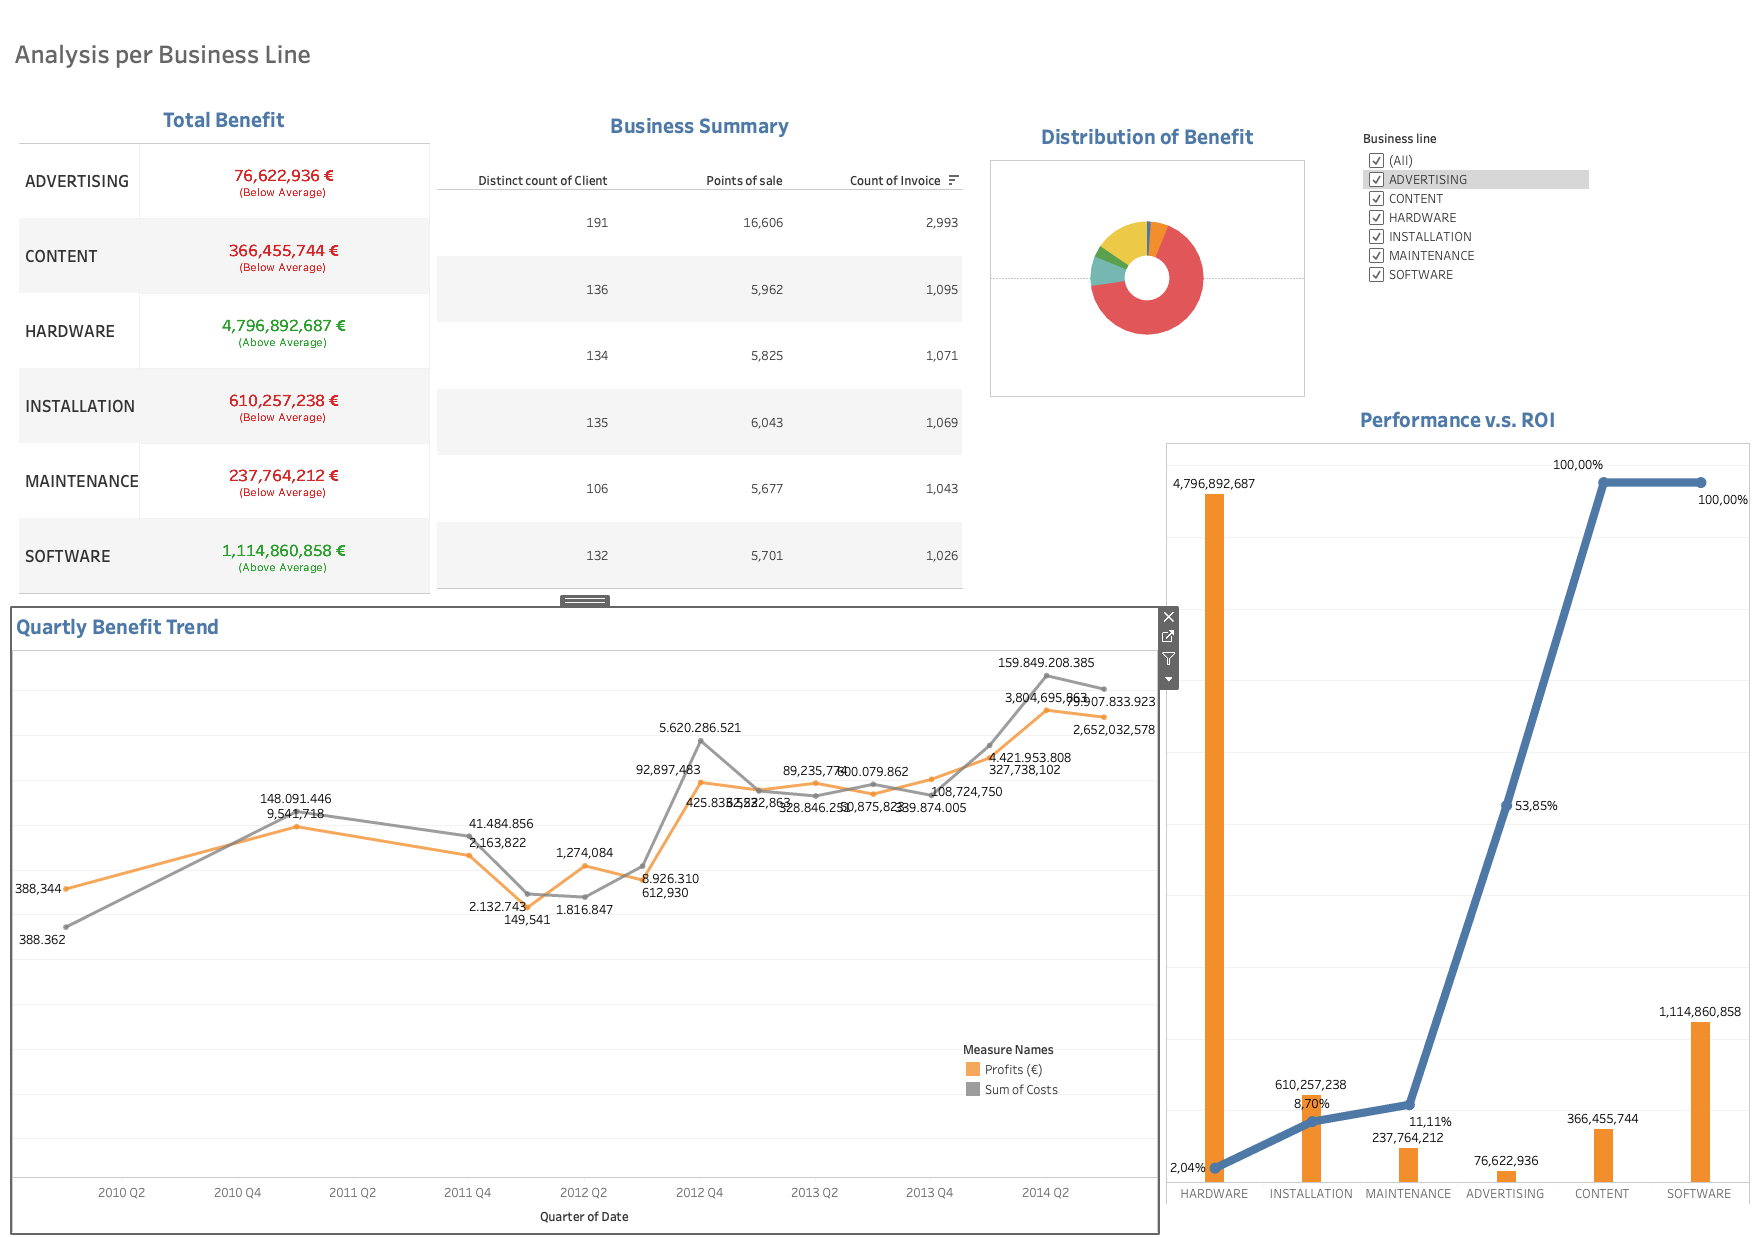 Analysis per Business Line
Total Benefit
ADVERTISING
76,622,936 €
(Below Average)
CONTENT
366,455,744 €
(Below Average)
HARDWARE
4,796,892,687 €
(Above Average)
INSTALLATION
610,257,238 €
(Below Average)
MAINTENANCE
237,764,212 €
(Below Average)
SOFTWARE
1,114,860,858 €
(Above Average)
Business Summary
Distinct count of Client Points of sale Count of Invoice
191 16,606 2,993
136 5,962 1,095
134 5,825 1,071
135 6,043 1,069
106 5,677 1,043
132 5,701 1,026
Distribution of Benefit
Business line
(All)
ADVERTISING
CONTENT
HARDWARE
INSTALLATION
MAINTENANCE
SOFTWARE
Quartly Benefit Trend
159.849.208.385
3,804,695,863
79.907.833.923
2,652,032,578
5.620.286.521
92,897,483
89,235,774
600.079.862
4.421.953.808
327,738,102
328.846.251
50,875,823
339.874.005
108,724,750
148.091.446
9,541,718
41.484.856
2,163,822
1,274,084
8.926.310
612,930
2.132.743
149,541
1.816.847
388,344
388.362
Measure Names
Profits (€)
Sum of Costs
2010 Q2 2010 Q4 2011 Q2 2011 Q4 2012 Q2 2012 Q4 2013 Q2 2013 Q4 2014 Q2
Quarter of Date
Performance v.s. ROI
100,00%
4,796,892,687
100,00%
53,85%
1,114,860,858
610,257,238
8,70%
11,11%
366,455,744
237,764,212
76,622,936
2,04%
HARDWARE INSTALLATION MAINTENANCE ADVERTISING CONTENT SOFTWARE